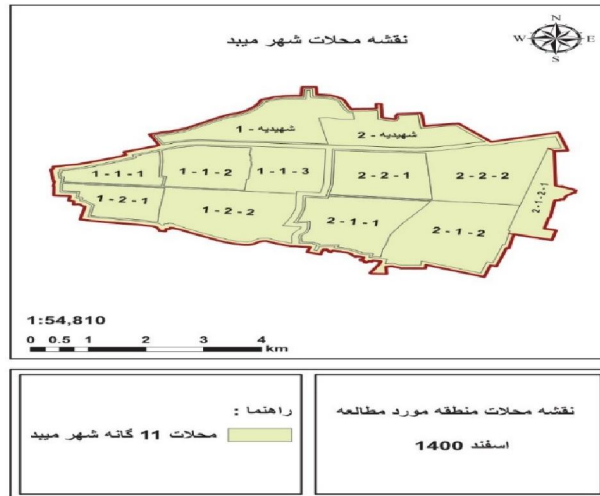 نقشه محلات شهر میبد
N
W E
S
شهیدیه - 1
شهیدیه - 2
1-1-1
1-1-2
1-1-3
2-2-1
2-2-2
2-1-2-1
1-2-1
1-2-2
2-1-1
2-1-2
1:54,810
0 0.5 1 2 3 4
km
راهنما :
محلات 11 گانه شهر میبد
نقشه محلات منطقه مورد مطالعه
اسفند 1400